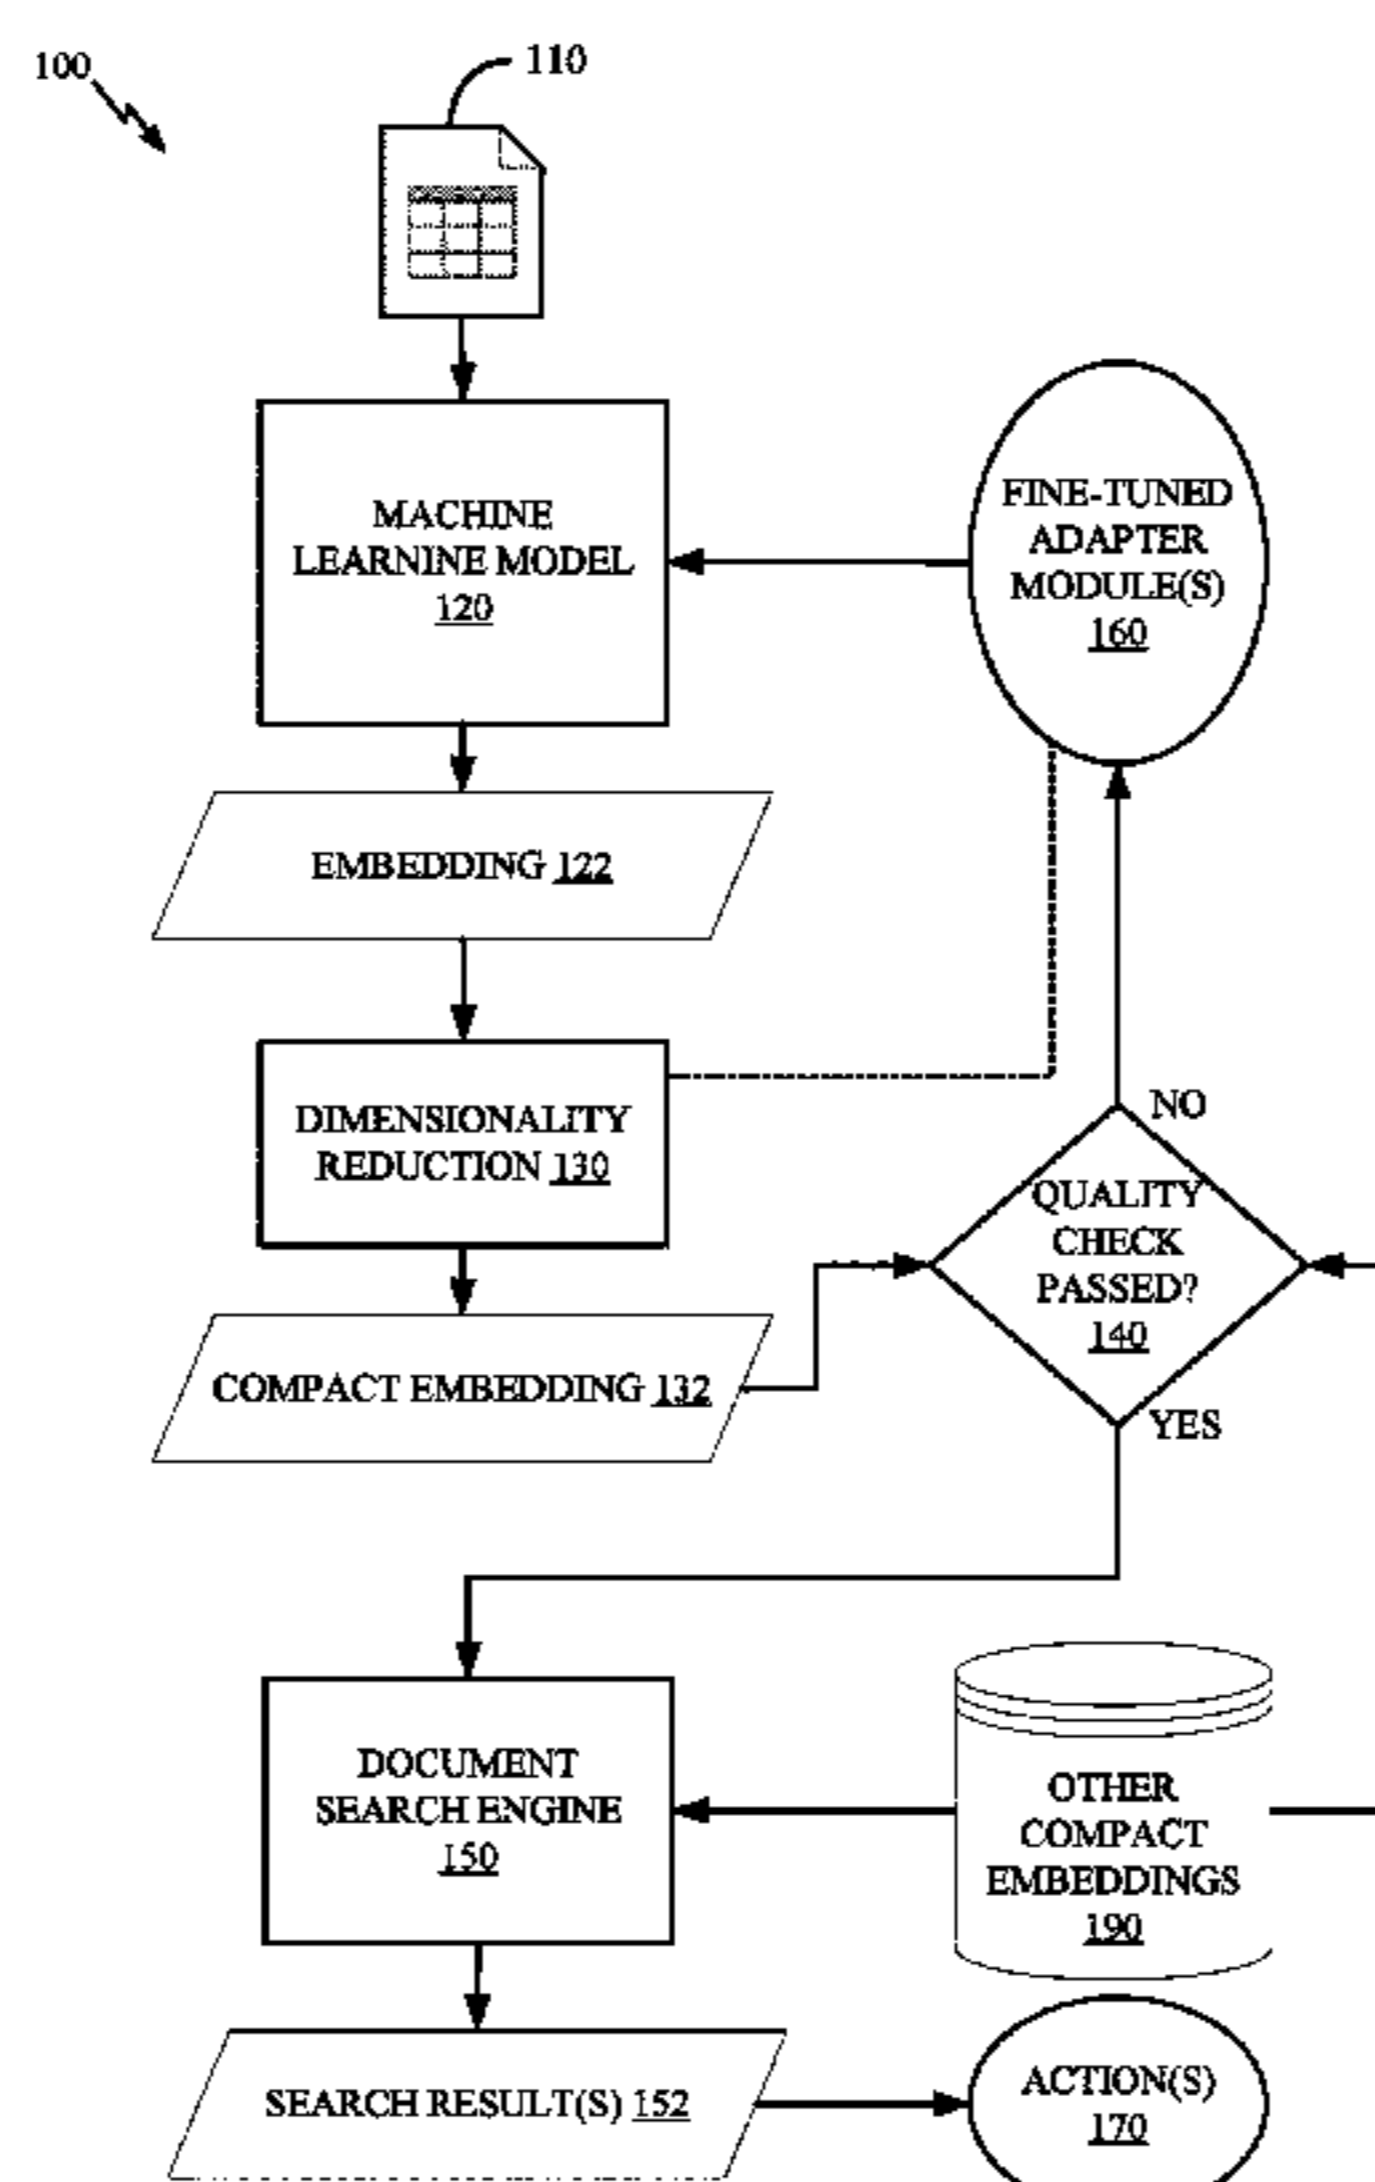 100
110
MACHINE
LEARNINE MODEL
120
FINE-TUNED
ADAPTER
MODULE(S)
160
EMBEDDING 122
DIMENSIONALITY
REDUCTION 130
NO
QUALITY
CHECK
PASSED?
140
YES
COMPACT EMBEDDING 132
DOCUMENT
SEARCH ENGINE
150
OTHER
COMPACT
EMBEDDINGS
190
SEARCH RESULT(S) 152
ACTION(S)
170